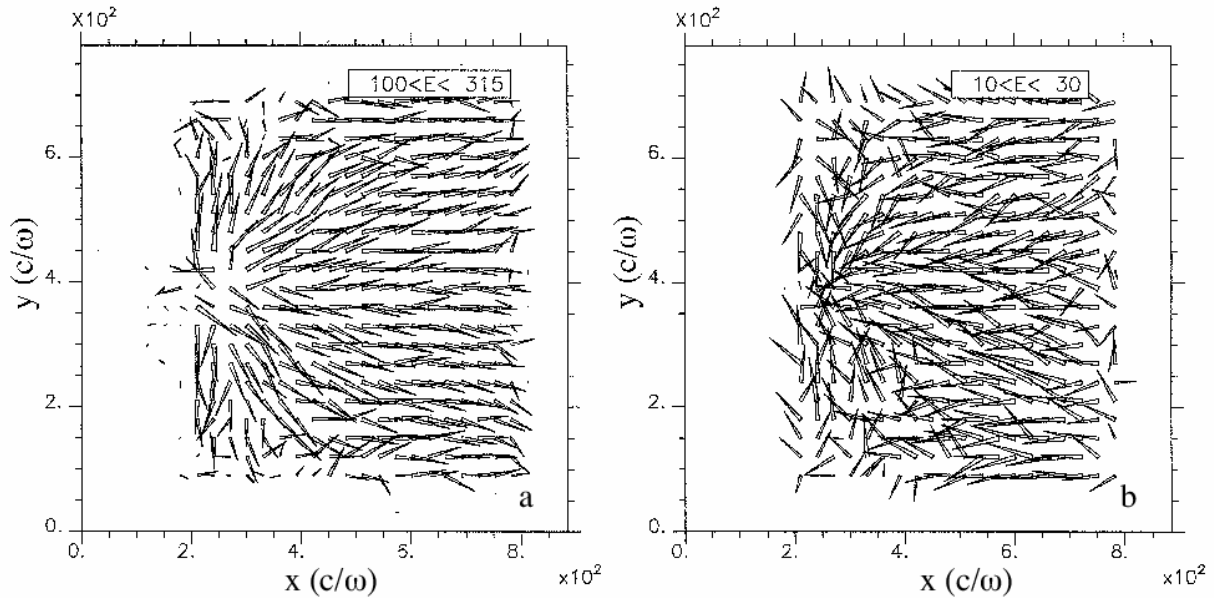 X10²
100<E< 315
6.
4.
2.
0.
y (c/ω)
a
0. 2. 4. 6. 8.
x (c/ω)
x10²
X10²
10<E< 30
6.
4.
2.
0.
y (c/ω)
b
0. 2. 4. 6. 8.
x (c/ω)
x10²